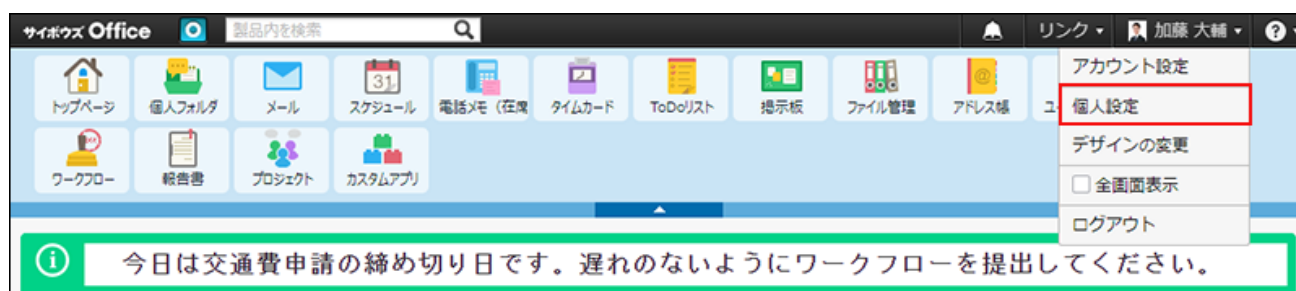 サイボウズ Office 製品内を検索 リンク 加藤 大輔
アカウント設定
トップページ 個人フォルダ メール スケジュール 電話メモ（在席 タイムカード ToDoリスト 掲示板 ファイル管理 アドレス帳
個人設定
デザインの変更
ワークフロー 報告書 プロジェクト カスタムアプリ
全画面表示
ログアウト
今日は交通費申請の締め切り日です。遅れのないようにワークフローを提出してください。